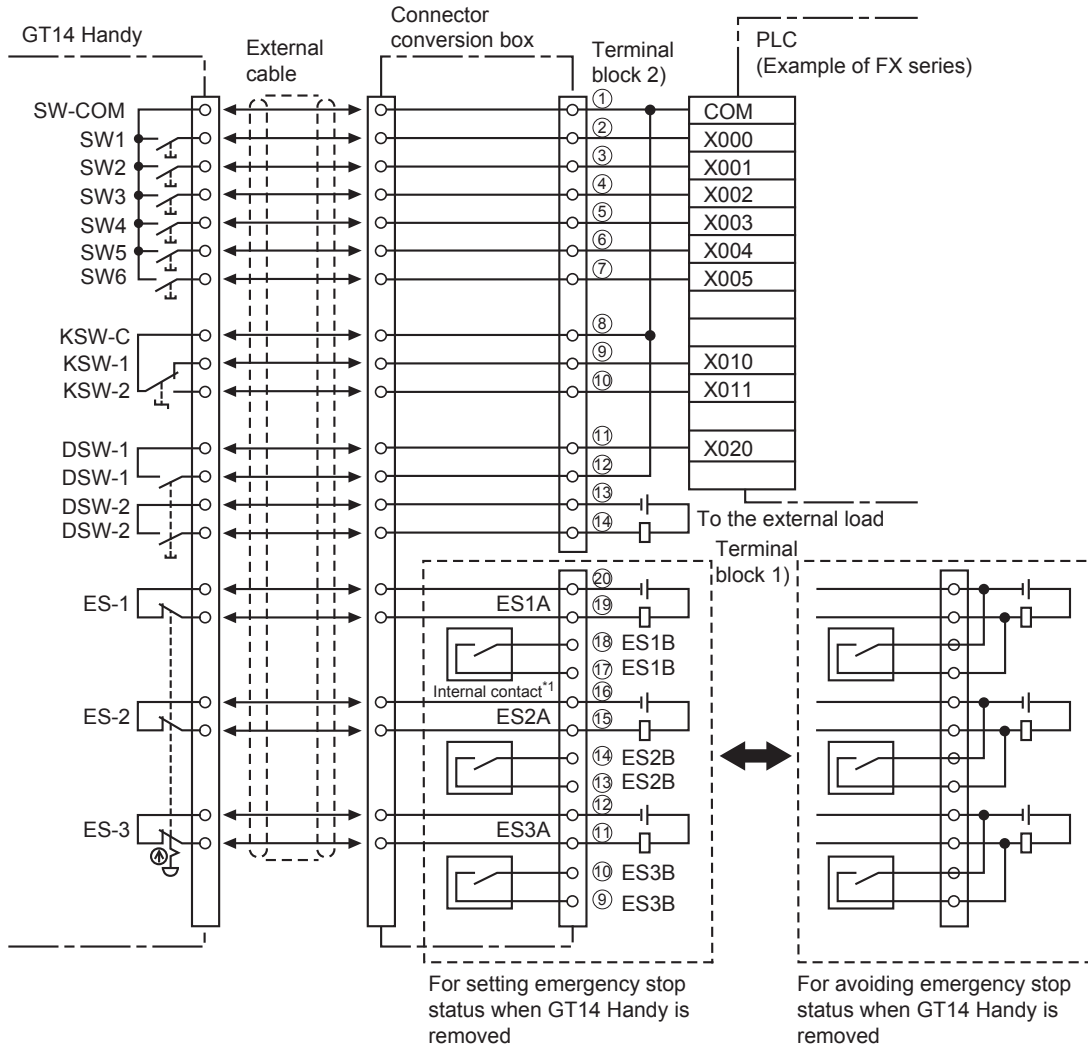 GT14 Handy
External
cable
Connector
conversion box
Terminal
block 2)
PLC
(Example of FX series)
SW-COM
① COM
SW1
② X000
SW2
③ X001
SW3
④ X002
SW4
⑤ X003
SW5
⑥ X004
SW6
⑦ X005
KSW-C
⑧
KSW-1
⑨ X010
KSW-2
⑩ X011
DSW-1
⑪ X020
DSW-1
⑫
DSW-2
⑬
DSW-2
⑭
To the external load
Terminal
block 1)
ES-1
ES1A
⑳
⑲
⑱ ES1B
⑰ ES1B
Internal contact*1
ES-2
ES2A
⑯
⑮
⑭ ES2B
⑬ ES2B
ES-3
ES3A
⑫
⑪
⑩ ES3B
⑨ ES3B
For setting emergency stop
status when GT14 Handy is
removed
For avoiding emergency stop
status when GT14 Handy is
removed